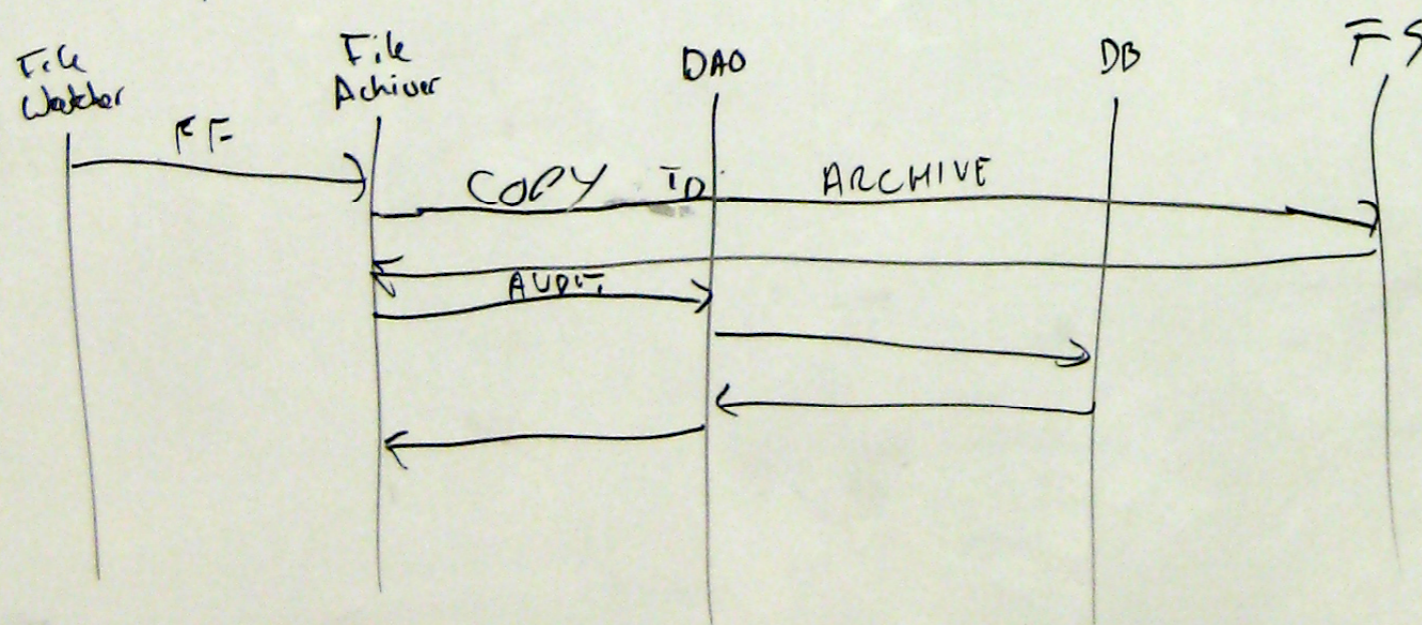 File
Watcher
File
Achiver
DAO
DB
FS
FF
COPY TO ARCHIVE
AUDIT